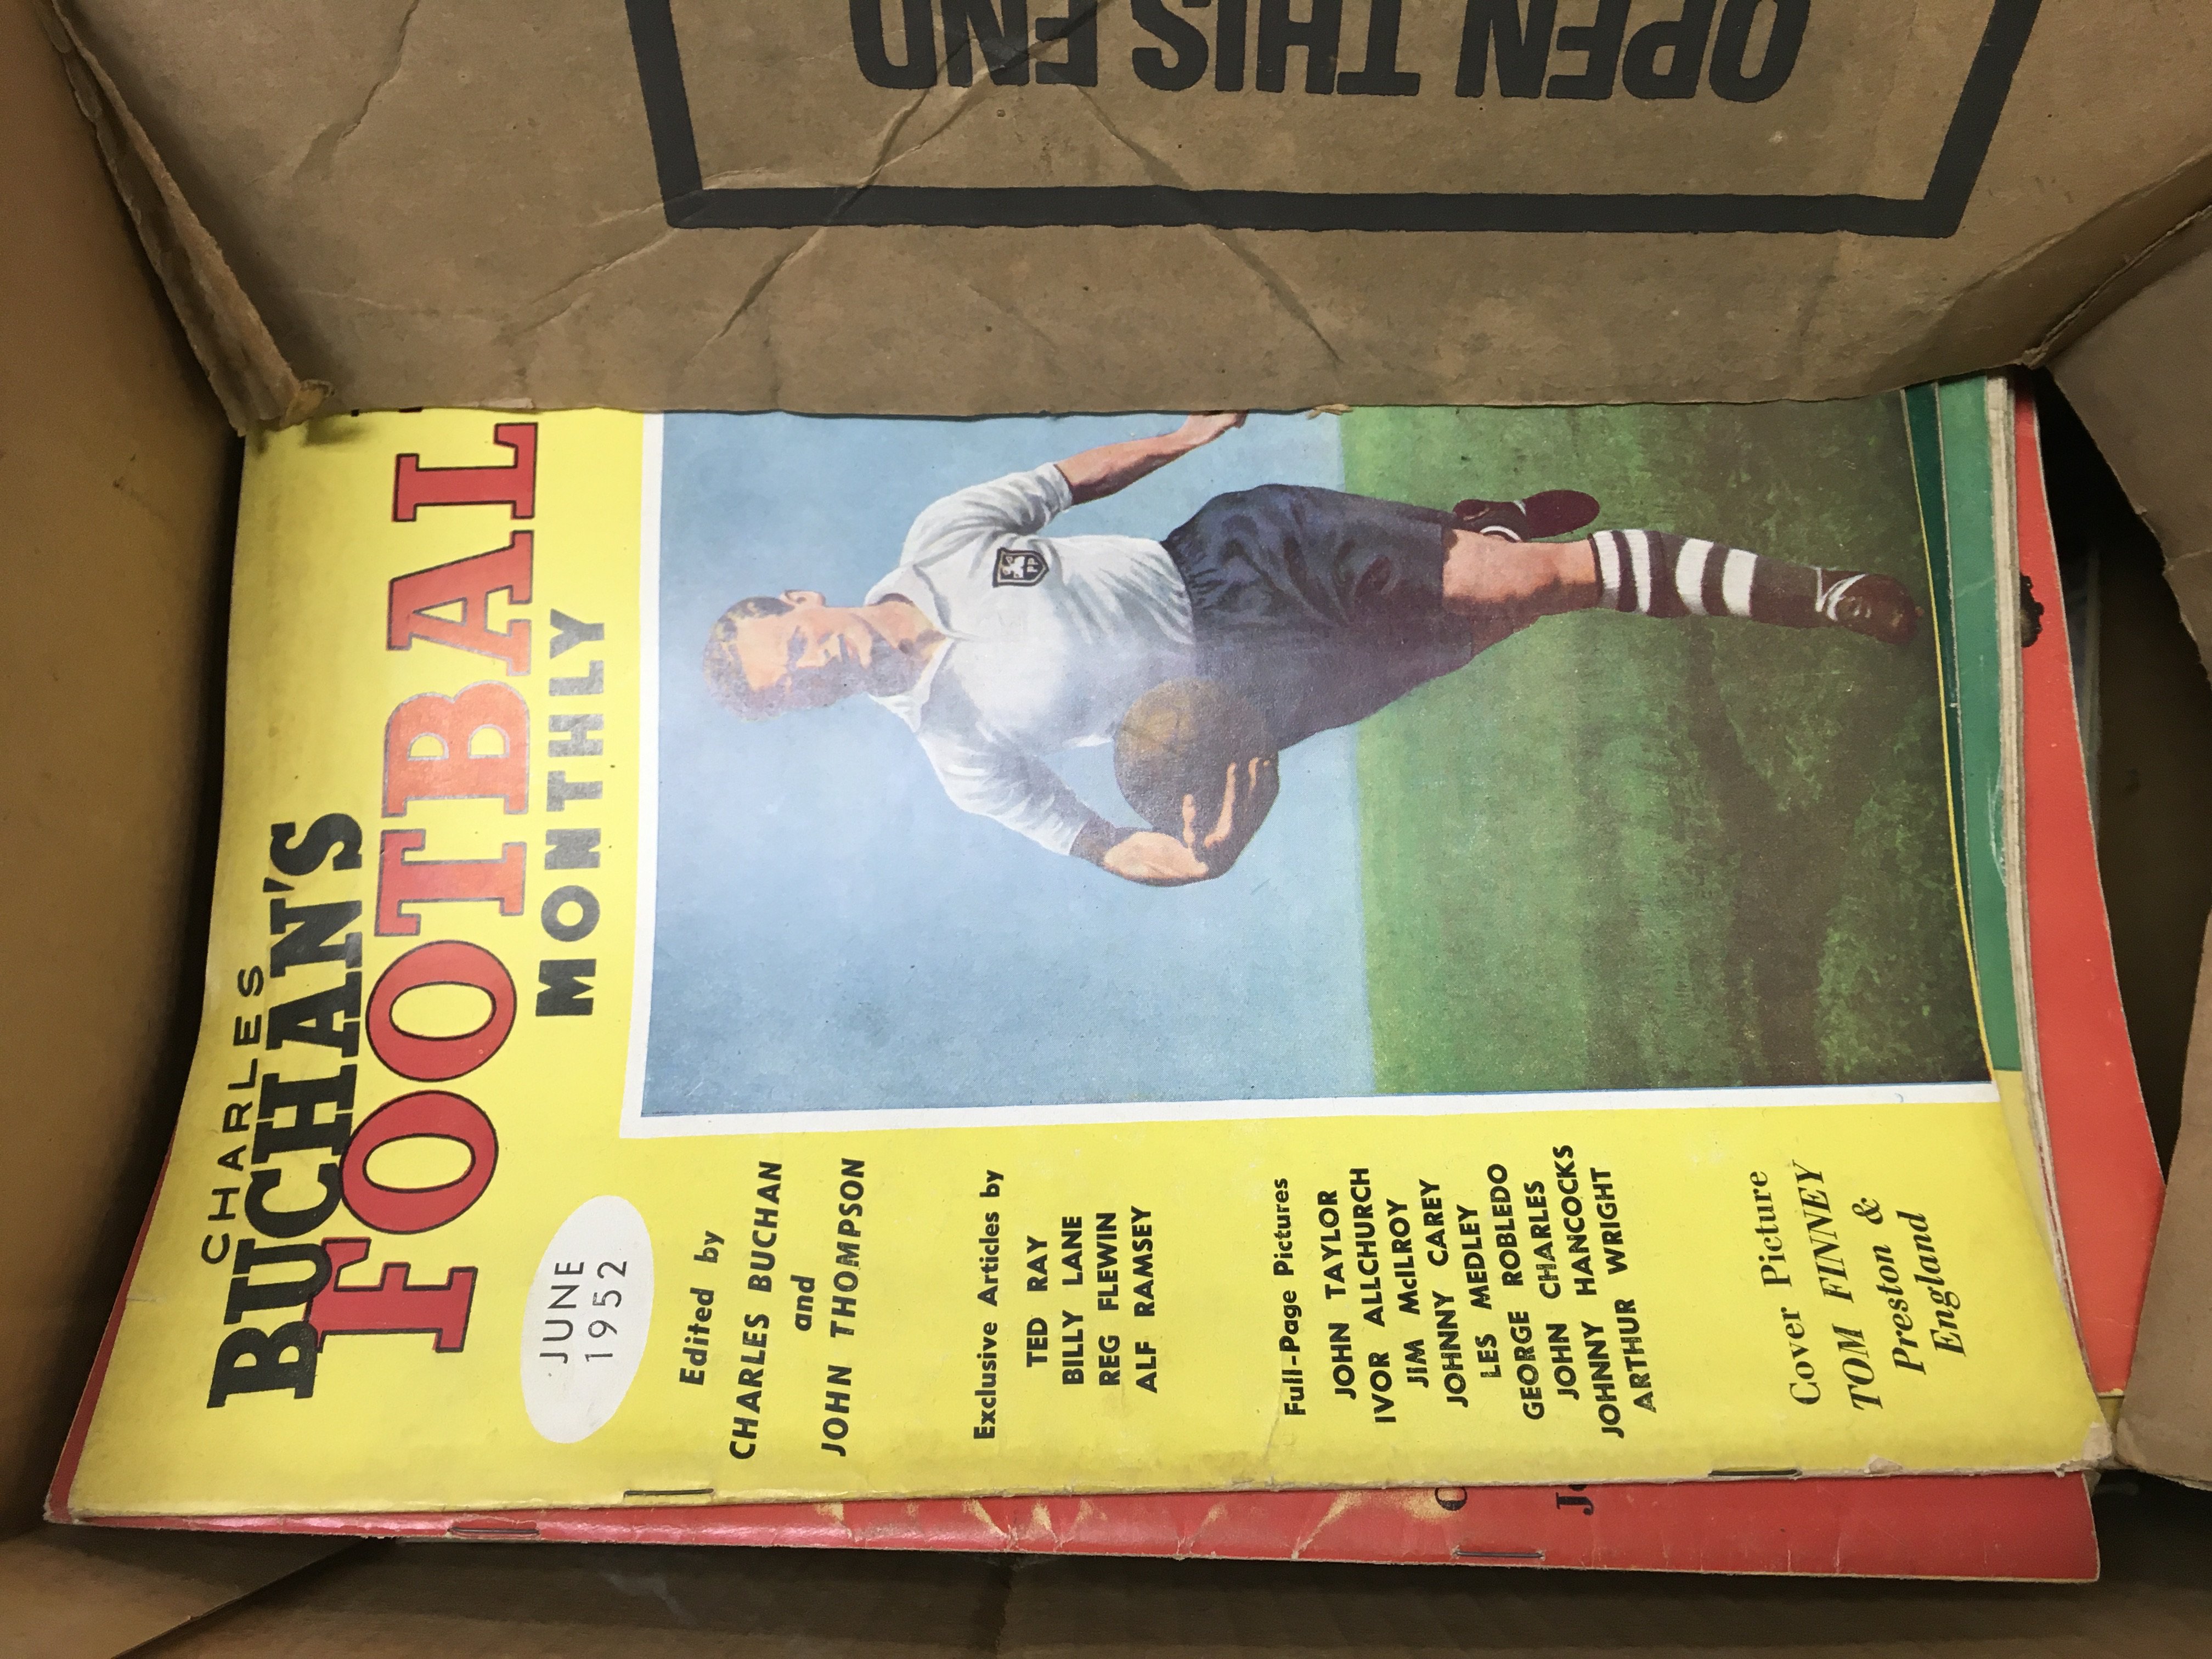 OPEN THIS END
CHARLES
BUCHAN'S
FOOTBALL
MONTHLY
JUNE
1952
Edited by
CHARLES BUCHAN
and
JOHN THOMPSON
Exclusive Articles by
TED RAY
BILLY LANE
REG FLEWIN
ALF RAMSEY
Full-Page Pictures
JOHN TAYLOR
IVOR ALLCHURCH
JIM McILROY
JOHNNY CAREY
LES MEDLEY
GEORGE ROBLEDO
JOHN CHARLES
JOHNNY HANCOCKS
ARTHUR WRIGHT
Cover Picture
TOM FINNEY
Preston &
England
PP